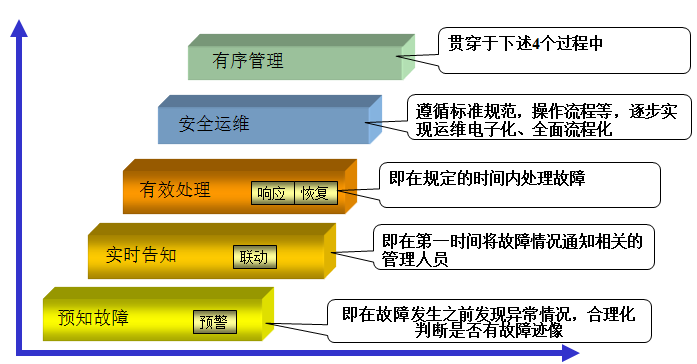 有序管理
贯穿于下述4个过程中
安全运维
遵循标准规范，操作流程等，逐步实
现运维电子化、全面流程化
有效处理
响应
恢复
即在规定的时间内处理故障
实时告知
联动
即在第一时间将故障情况通知相关的
管理人员
预知故障
预警
即在故障发生之前发现异常情况，合理化
判断是否有故障迹像